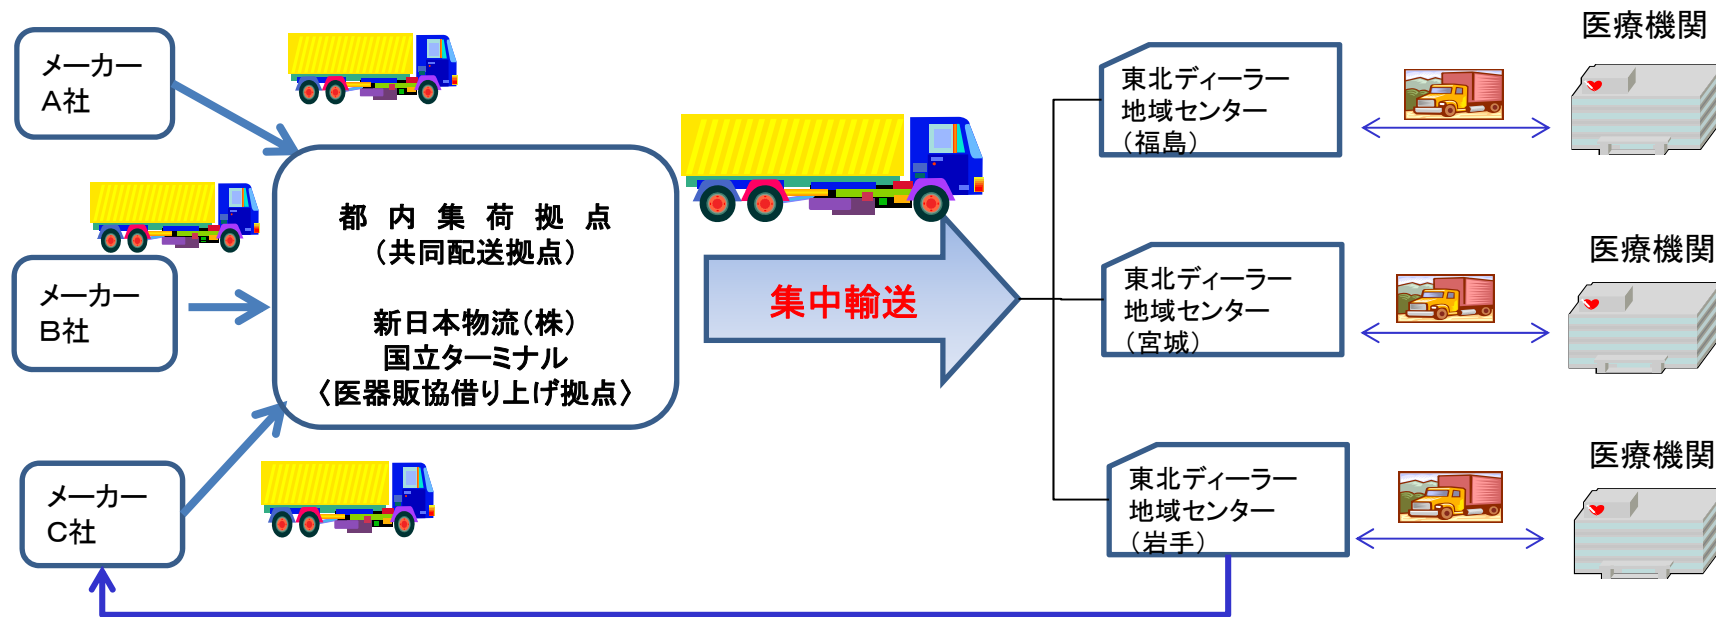 メーカー
A社
メーカー
B社
メーカー
C社
都内集荷拠点
（共同配送拠点）
新日本物流（株）
国立ターミナル
〈医器販協借り上げ拠点〉
集中輸送
東北ディーラー
地域センター
（福島）
東北ディーラー
地域センター
（宮城）
東北ディーラー
地域センター
（岩手）
医療機関
医療機関
医療機関